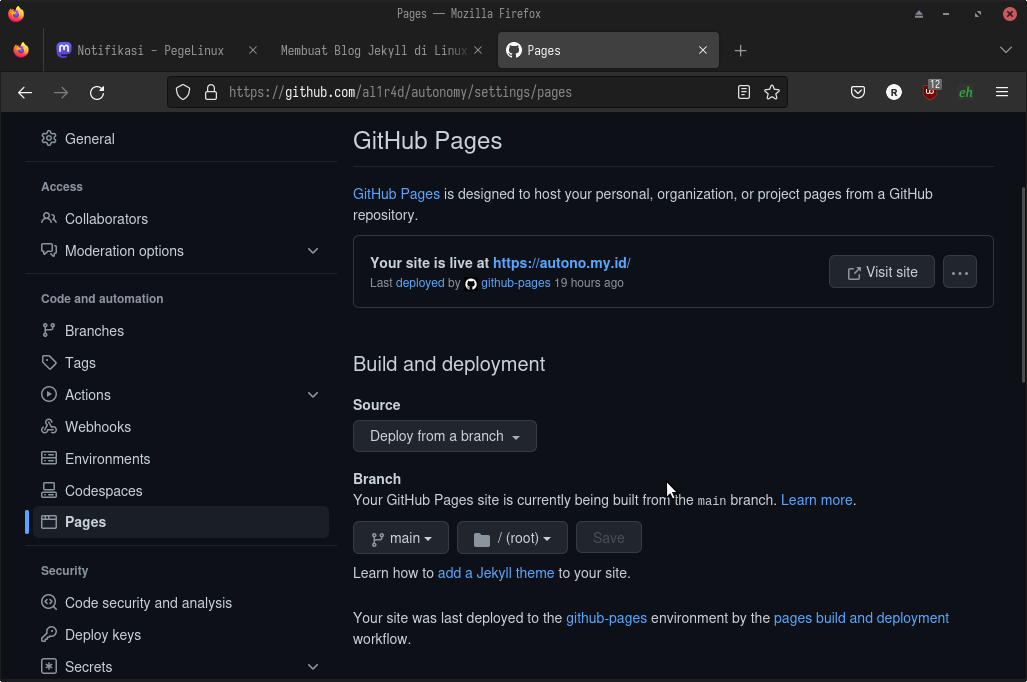 Pages — Mozilla Firefox
Notifikasi - PegeLinux
Membuat Blog Jekyll di Linux
Pages
https://github.com/al1r4d/autonomy/settings/pages
R
12
eh
General
Access
Collaborators
Moderation options
Code and automation
Branches
Tags
Actions
Webhooks
Environments
Codespaces
Pages
Security
Code security and analysis
Deploy keys
Secrets
GitHub Pages
GitHub Pages is designed to host your personal, organization, or project pages from a GitHub
repository.
Your site is live at https://autono.my.id/
Last deployed by github-pages 19 hours ago
Visit site
Build and deployment
Source
Deploy from a branch
Branch
Your GitHub Pages site is currently being built from the main branch. Learn more.
main
/ (root)
Save
Learn how to add a Jekyll theme to your site.
Your site was last deployed to the github-pages environment by the pages build and deployment
workflow.